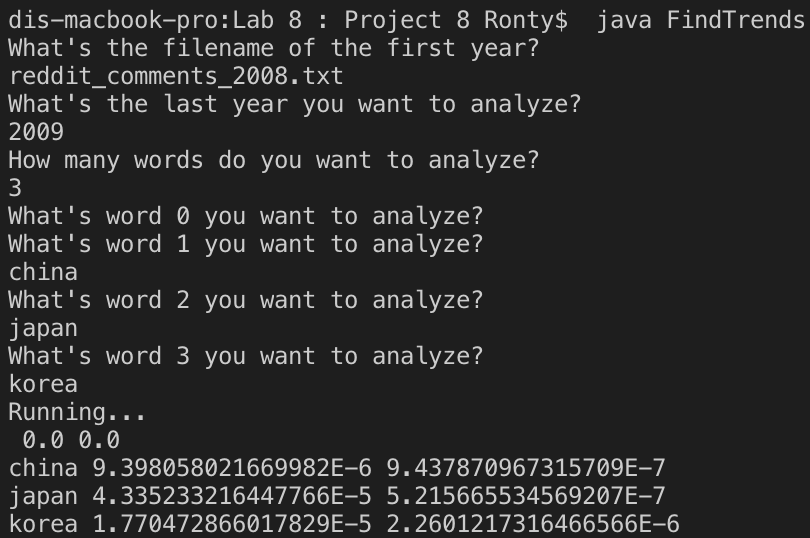 dis-macbook-pro:Lab 8 : Project 8 Ronty$  java FindTrends
What's the filename of the first year?
reddit_comments_2008.txt
What's the last year you want to analyze?
2009
How many words do you want to analyze?
3
What's word 0 you want to analyze?
What's word 1 you want to analyze?
china
What's word 2 you want to analyze?
japan
What's word 3 you want to analyze?
korea
Running...
 0.0 0.0
china 9.398058021669982E-6 9.437870967315709E-7
japan 4.335233216447766E-5 5.215665534569207E-7
korea 1.770472866017829E-5 2.2601217316466566E-6